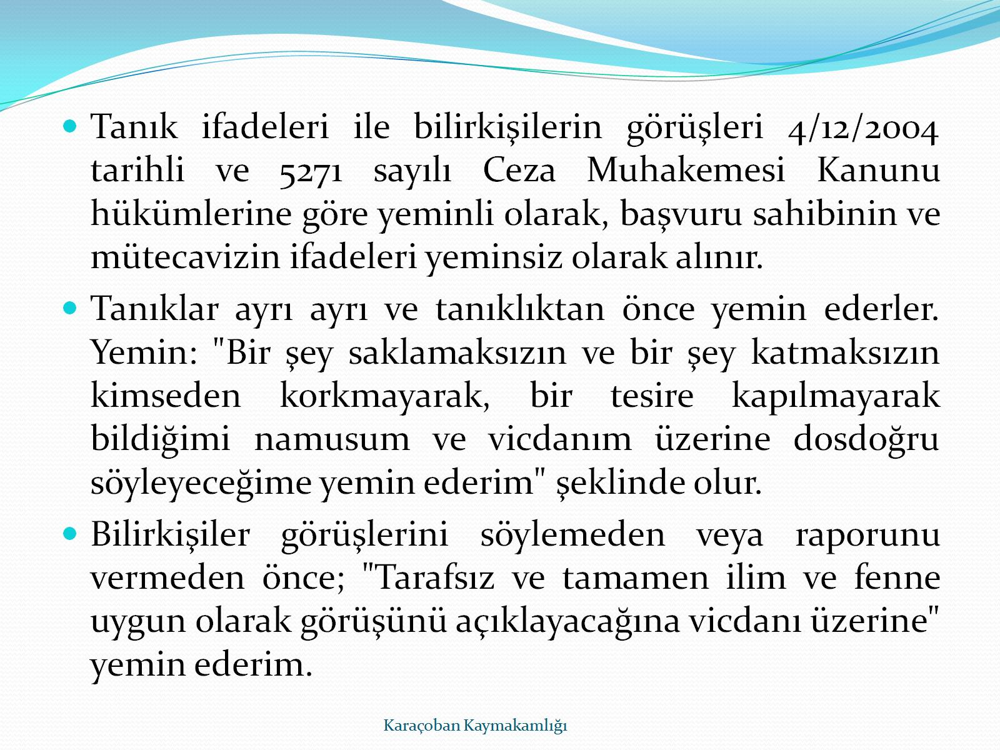 Tanık ifadeleri ile bilirkişilerin görüşleri 4/12/2004
tarihli ve 5271 sayılı Ceza Muhakemesi Kanunu
hükümlerine göre yeminli olarak, başvuru sahibinin ve
mütecavizin ifadeleri yeminsiz olarak alınır.
Tanıklar ayrı ayrı ve tanıklıktan önce yemin ederler.
Yemin: "Bir şey saklamaksızın ve bir şey katmaksızın
kimseden korkmayarak, bir tesire kapılmayarak
bildiğimi namusum ve vicdanım üzerine dosdoğru
söyleyeceğime yemin ederim" şeklinde olur.
Bilirkişiler görüşlerini söylemeden veya raporunu
vermeden önce; "Tarafsız ve tamamen ilim ve fenne
uygun olarak görüşünü açıklayacağına vicdanı üzerine"
yemin ederim.
Karaçoban Kaymakamlığı